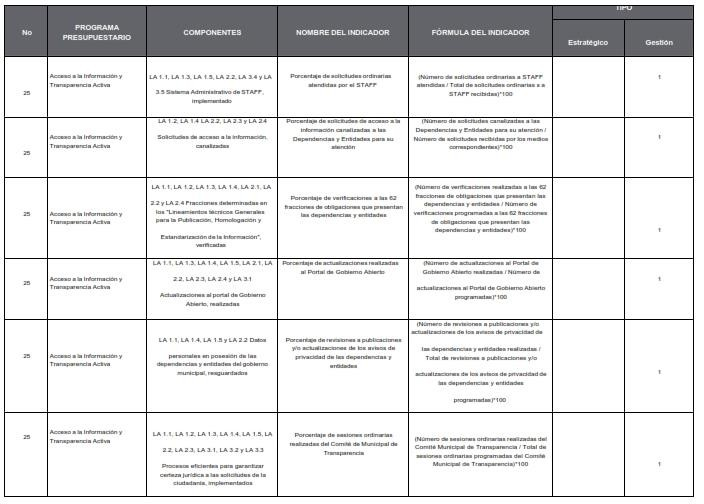 TIPO
No
PROGRAMA
PRESUPUESTARIO
COMPONENTES
NOMBRE DEL INDICADOR
FÓRMULA DEL INDICADOR
Estratégico
Gestión
25
Acceso a la Información y
Transparencia Activa
LA 1.1, LA 1.3, LA 1.5, LA 2.2, LA 3.4 y LA
3.5 Sistema Administrativo de STAFF,
implementado
Porcentaje de solicitudes ordinarias
atendidas por el STAFF
(Número de solicitudes ordinarias a STAFF
atendidas / Total de solicitudes ordinarias s a
STAFF recibidas)*100
1
25
Acceso a la Información y
Transparencia Activa
LA 1.2, LA 1.4 LA 2.2, LA 2.3 y LA 2.4
Solicitudes de acceso a la información,
canalizadas
Porcentaje de solicitudes de acceso a la
información canalizadas a las
Dependencias y Entidades para su
atención
(Número de solicitudes canalizadas a las
Dependencias y Entidades para su atención /
Número de solicitudes recibidas por los medios
correspondientes)*100
1
25
Acceso a la Información y
Transparencia Activa
LA 1.1, LA 1.2, LA 1.3, LA 1.4, LA 2.1, LA
2.2 y LA 2.4 Fracciones determinadas en
los "Lineamientos técnicos Generales
para la Publicación, Homologación y
Estandarización de la Información",
verificadas
Porcentaje de verificaciones a las 62
fracciones de obligaciones que presentan
las dependencias y entidades
(Número de verificaciones realizadas a las 62
fracciones de obligaciones que presentan las
dependencias y entidades / Número de
verificaciones programadas a las 62 fracciones
de obligaciones que presentan las
dependencias y entidades)*100
1
25
Acceso a la Información y
Transparencia Activa
LA 1.1, LA 1.3, LA 1.4, LA 1.5, LA 2.1, LA
2.2, LA 2.3, LA 2.4 y LA 3.1
Actualizaciones al portal de Gobierno
Abierto, realizadas
Porcentaje de actualizaciones realizadas
al Portal de Gobierno Abierto
(Número de actualizaciones al Portal de
Gobierno Abierto realizadas / Número de
actualizaciones al Portal de Gobierno Abierto
programadas)*100
1
25
Acceso a la Información y
Transparencia Activa
LA 1.1, LA 1.4, LA 1.5 y LA 2.2 Datos
personales en posesión de las
dependencias y entidades del gobierno
municipal, resguardados
Porcentaje de revisiones a publicaciones
y/o actualizaciones de los avisos de
privacidad de las dependencias y
entidades
(Número de revisiones a publicaciones y/o
actualizaciones de los avisos de privacidad de
las dependencias y entidades realizadas /
Total de revisiones a publicaciones y/o
actualizaciones de los avisos de privacidad de
las dependencias y entidades
programadas)*100
1
25
Acceso a la Información y
Transparencia Activa
LA 1.1, LA 1.2, LA 1.3, LA 1.4, LA 1.5, LA
2.2, LA 2.3, LA 3.1, LA 3.2 y LA 3.3
Procesos eficientes para garantizar
certeza jurídica a las solicitudes de la
ciudadanía, implementados
Porcentaje de sesiones ordinarias
realizadas del Comité de Municipal de
Transparencia
(Número de sesiones ordinarias realizadas del
Comité Municipal de Transparencia / Total de
sesiones ordinarias programadas del Comité
Municipal de Transparencia)*100
1